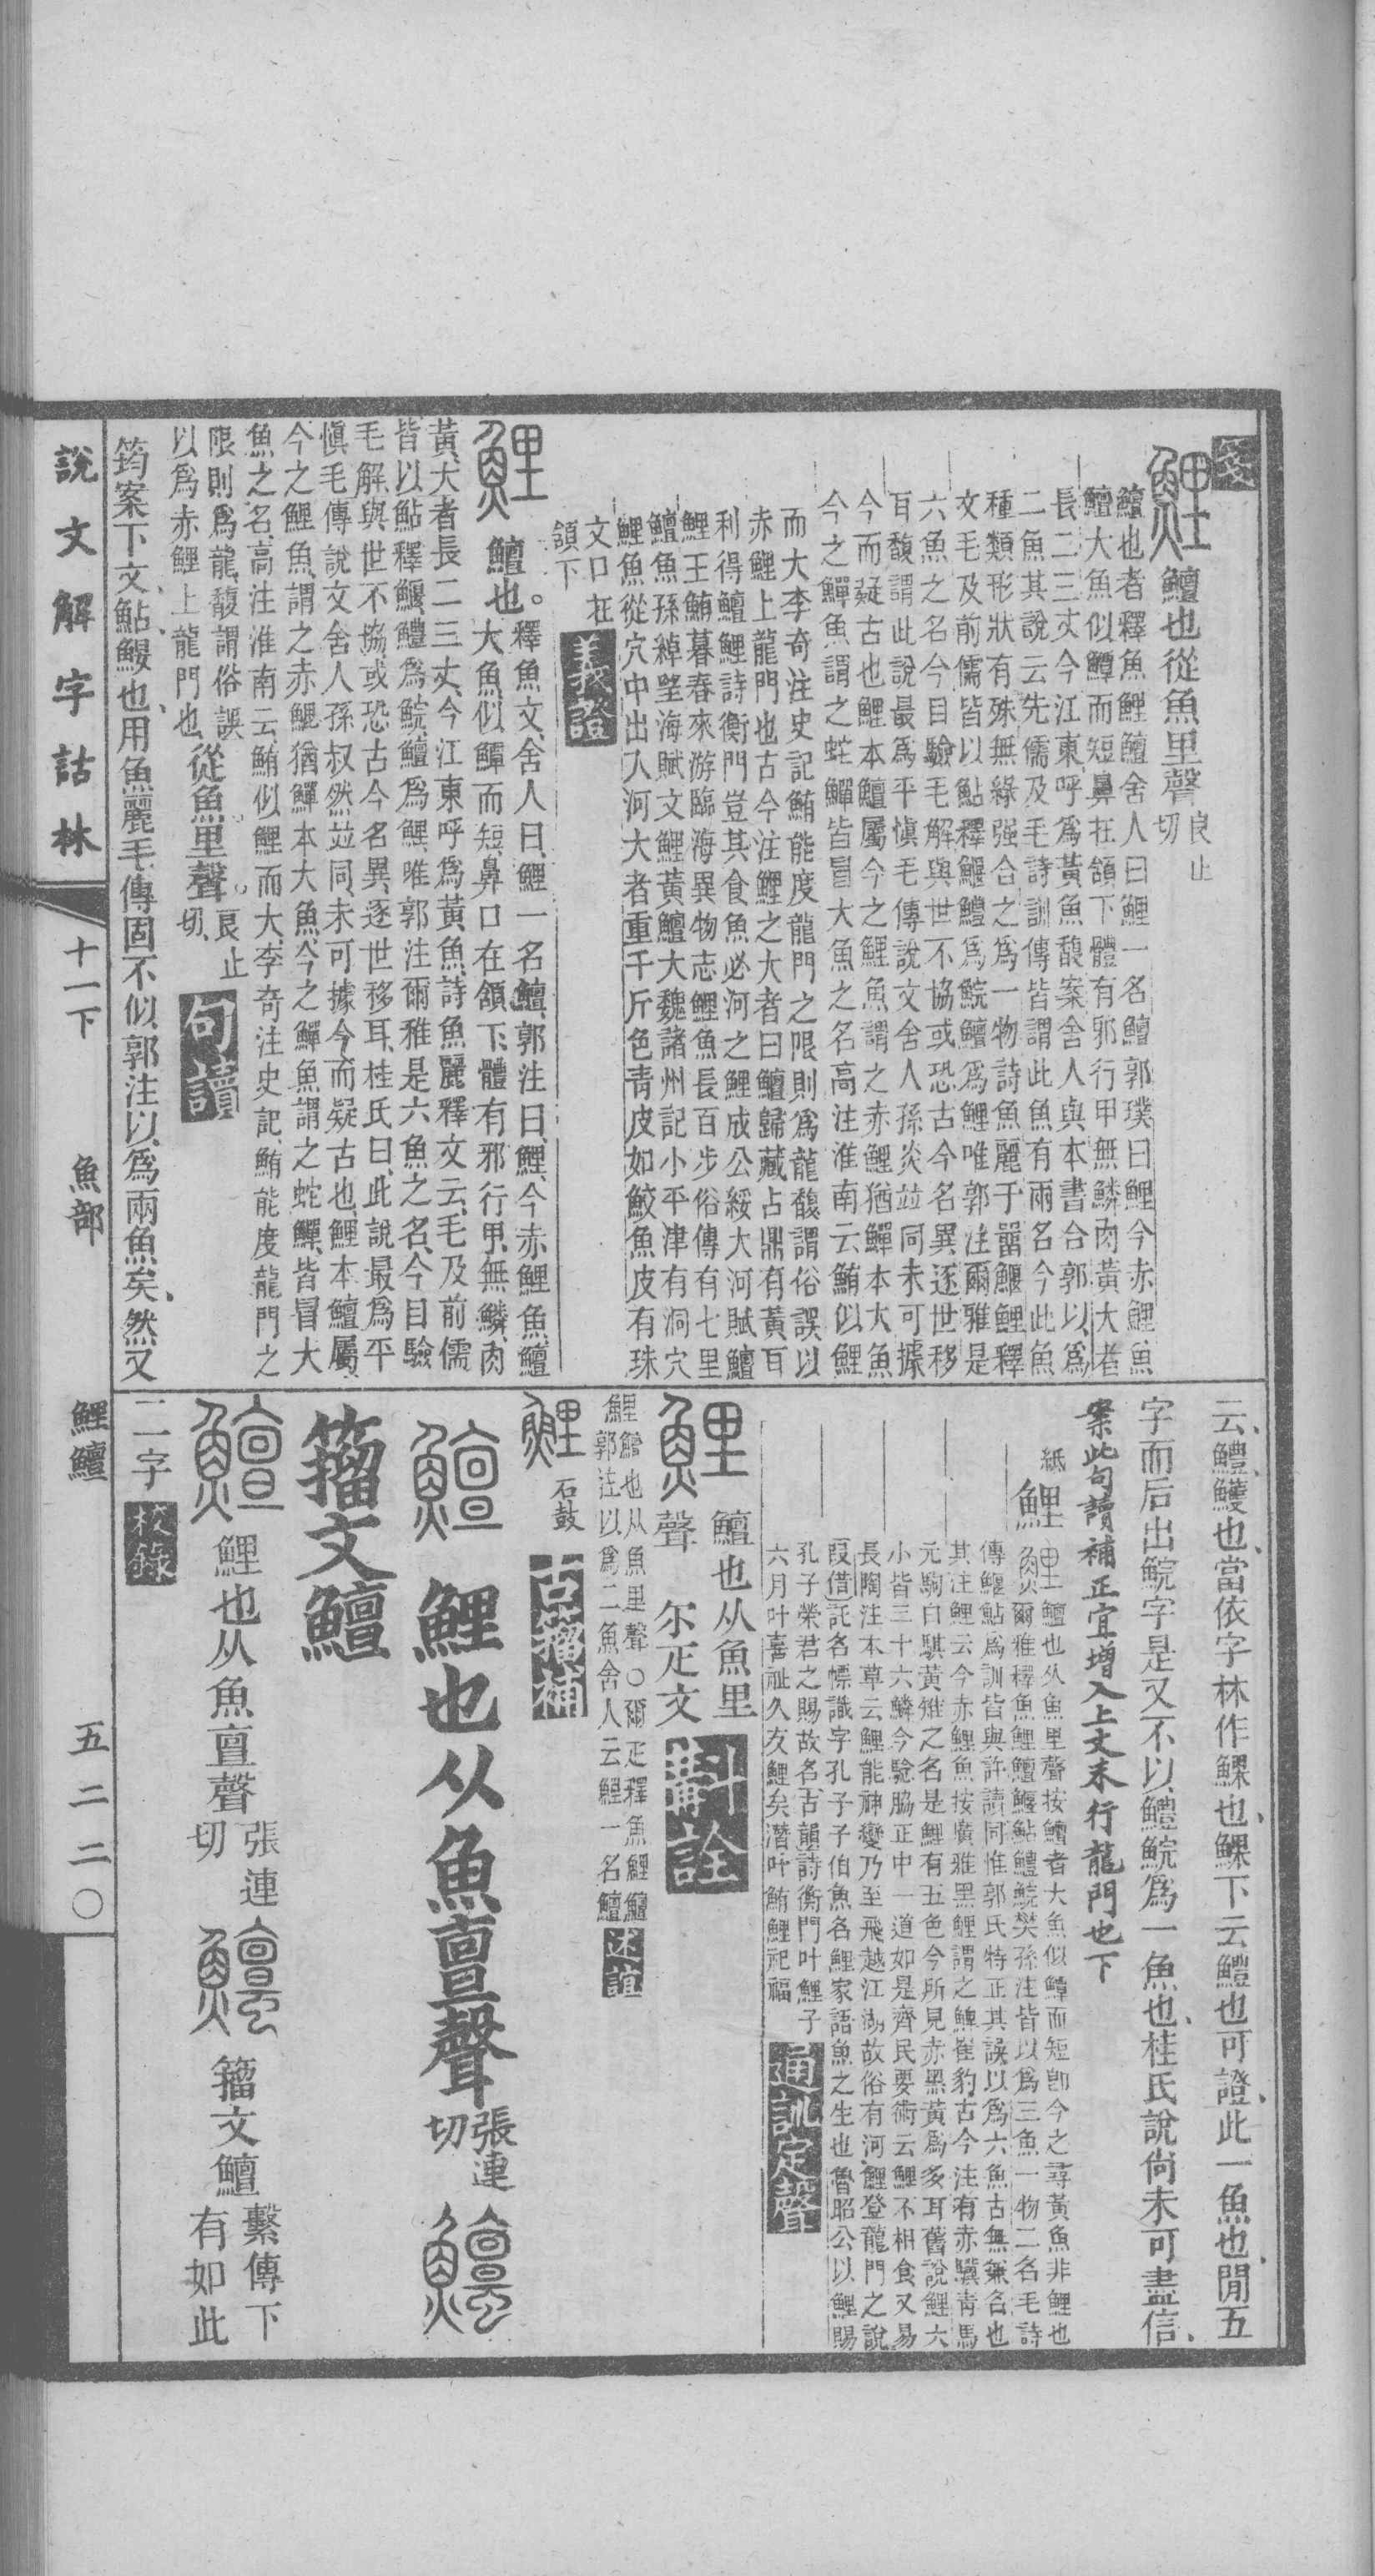 箋
鱣也從魚里聲良止切
鱣也者釋魚鯉鱣舍人曰鯉一名鱣郭璞曰鯉今赤鯉魚
鱣大魚似鱏而短鼻在頷下體有邪行甲無鱗肉黃大者
長二三丈今江東呼爲黃魚馥案舍人與本書合郭以爲
二魚其說云先儒及毛詩訓傳皆謂此魚有兩名今此魚
種類形狀有殊無緣强合之爲一物詩魚麗于罶鰋鯉釋
文毛及前儒皆以鮎釋鰋鱧爲鯇鱣爲鯉唯郭注爾雅是
六魚之名今目驗毛解與世不協或恐古今名異逐世移
耳馥謂此說最爲平愼毛傳說文舍人孫炎竝同未可據
今而疑古也鯉本鱣屬今之鯉魚謂之赤鯉猶鱓本大魚
今之鱓魚謂之蛇鱓皆冒大魚之名高注淮南云鮪似鯉
而大李奇注史記鮪能度龍門之限則爲龍馥謂俗誤以
赤鯉上龍門也古今注鯉之大者曰鱣歸藏占鼎有黃耳
利得鱣鯉詩衡門豈其食魚必河之鯉成公綏大河賦鱣
鯉王鮪暮春來游臨海異物志鯉魚長百步俗傳有七里
鱣魚孫綽望海賦文鯉黃鱣大魏諸州記小平津有洞穴
鯉魚從穴中出入河大者重千斤色靑皮如鮫魚皮有珠
文口在
頷下
義證
鱣也。釋魚文、舍人曰、鯉一名鱣、郭注曰、鯉、今赤鯉魚、鱣
大魚、似鱏而短、鼻口在頷下、體有邪行甲、無鱗、肉
黃、大者長二三丈、今江東呼爲黃魚、詩魚麗釋文云、毛及前儒
皆以鮎釋鰋、鱧爲鯇、鱣爲鯉、唯郭注爾雅是六魚之名、今目驗
毛解與世不協、或恐古今名異、逐世移耳、桂氏曰、此說最爲平
愼、毛傳說文舍人孫叔然竝同、未可據今而疑古也、鯉本鱣屬、
今之鯉魚、謂之赤鯉、猶鱓本大魚、今之鱓魚、謂之蛇鱓、皆冒大
魚之名、高注淮南云、鮪似鯉而大、李奇注史記、鮪能度龍門之
限則爲龍、馥謂俗誤
以爲赤鯉上龍門也、
從魚里聲。良止切、
句讀
筠案下文、鮎鰋也、用魚麗毛傳、固不似郭注以爲兩魚矣、然又
云、鱧鱯也、當依字林作鰥也、鰥下云鱧也可證、此一魚也、閒五
字而后出鯇字、是又不以鱧鯇爲一魚也、桂氏說尙未可盡信、
案此句讀補正宜增入上文末行龍門也下
紙
鯉
鱣也从魚里聲按鱣者大魚似鱏而短卽今之尋黃魚非鯉也
爾雅釋魚鯉鱣鰋鮎鱧鯇樊孫注皆以爲三魚一物二名毛詩
傳鰋鮎爲訓皆與許讀同惟郭氏特正其誤以爲六魚古無兼名也
其注鯉云今赤鯉魚按廣雅黑鯉謂之鯶崔豹古今注有赤驥靑馬
元駒白騏黃雉之名是鯉有五色今所見赤黑黃爲多耳舊說鯉大
小皆三十六鱗今驗脇正中一道如是齊民要術云鯉不相食又易
長陶注本草云鯉能神變乃至飛越江湖故俗有河鯉登龍門之說
叚借託名幖識字孔子子伯魚名鯉家語魚之生也魯昭公以鯉賜
孔子榮君之賜故名古韻詩衡門叶鯉子
六月叶喜祉久友鯉矣潛叶鮪鯉祀福
通訓定聲
鱣也从魚里
聲 尔疋文
斠詮
鯉鱣也从魚里聲○爾疋釋魚鯉鱣
郭注以爲二魚舍人云鯉一名鱣
述誼
石鼓
古籀補
鯉也从魚亶聲張連切
籀文鱣
鯉也从魚亶聲張連切 籀文鱣繫傳下有如此
二字
校錄
說文解字詁林 十一下 魚部 鯉鱣 五二二〇